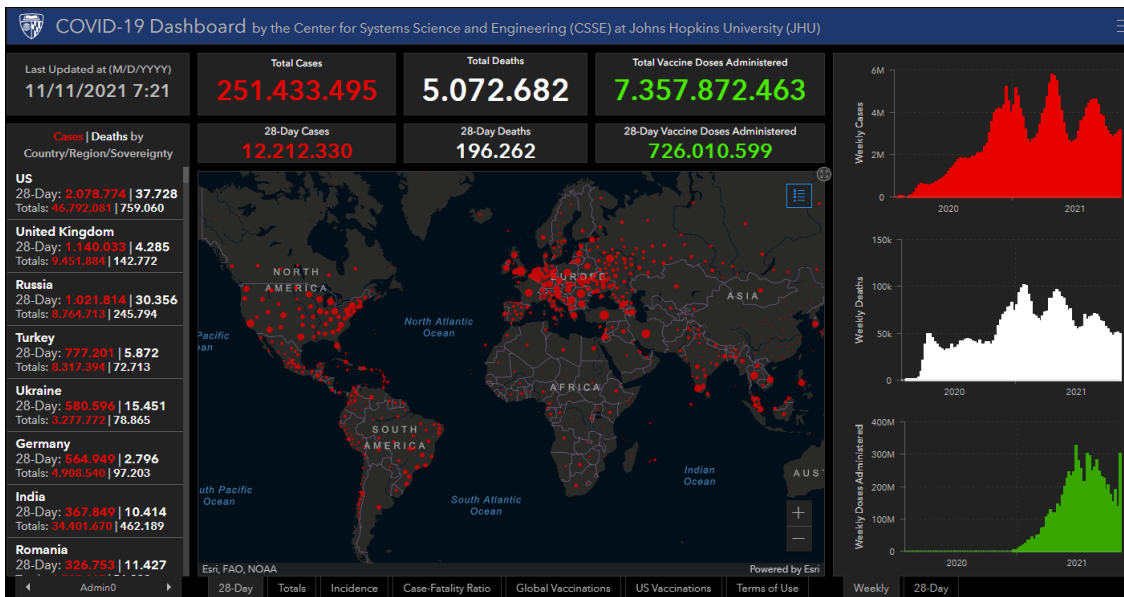 COVID-19 Dashboard by the Center for Systems Science and Engineering (CSSE) at Johns Hopkins University (JHU)
Last Updated at (M/D/YYYY)
11/11/2021 7:21
Cases | Deaths by
Country/Region/Sovereignty
US
28-Day: 2.078.774 | 37.728
Totals: 46.792.081 | 759.060
United Kingdom
28-Day: 1.140.033 | 4.285
Totals: 9.451.884 | 142.772
Russia
28-Day: 1.021.814 | 30.356
Totals: 8.764.713 | 245.794
Turkey
28-Day: 777.201 | 5.872
Totals: 8.317.394 | 72.713
Ukraine
28-Day: 580.596 | 15.451
Totals: 3.277.772 | 78.865
Germany
28-Day: 564.949 | 2.796
Totals: 4.908.540 | 97.203
India
28-Day: 367.849 | 10.414
Totals: 34.401.670 | 462.189
Romania
28-Day: 326.753 | 11.427
Admin0
Total Cases
251.433.495
Total Deaths
5.072.682
Total Vaccine Doses Administered
7.357.872.463
28-Day Cases
12.212.330
28-Day Deaths
196.262
28-Day Vaccine Doses Administered
726.010.599
NORTH
AMERICA
EUROPE
ASIA
Pacific
North Atlantic
Ocean
AFRICA
SOUTH
AMERICA
Indian
Ocean
AUS
uth Pacific
Ocean
South Atlantic
Ocean
+
−
Esri, FAO, NOAA
Powered by Esri
28-Day
Totals
Incidence
Case-Fatality Ratio
Global Vaccinations
US Vaccinations
Terms of Use
Weekly Cases
6M
4M
2M
0
2020
2021
Weekly Deaths
150k
100k
50k
0
2020
2021
Weekly Doses Administered
400M
300M
200M
100M
0
2020
2021
Weekly
28-Day